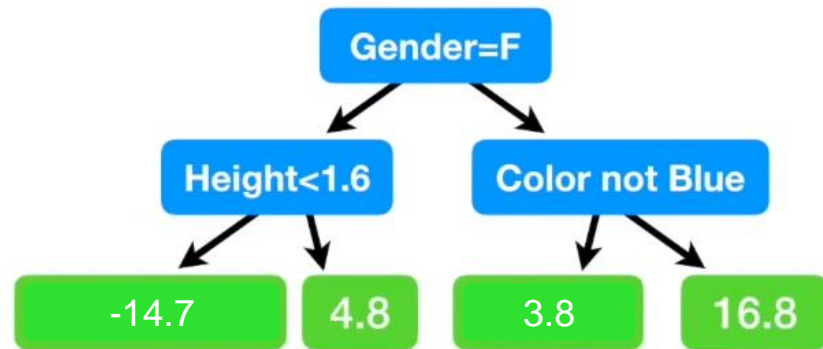 Gender=F
Height<1.6
Color not Blue
-14.7
4.8
3.8
16.8